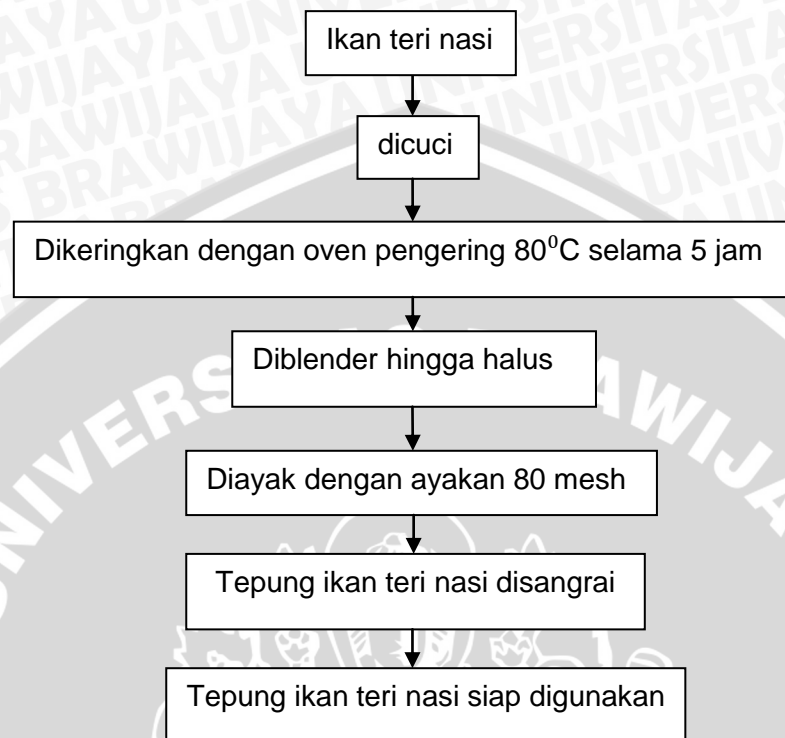 Ikan teri nasi
dicuci
Dikeringkan dengan oven pengering 80⁰C selama 5 jam
Diblender hingga halus
Diayak dengan ayakan 80 mesh
Tepung ikan teri nasi disangrai
Tepung ikan teri nasi siap digunakan